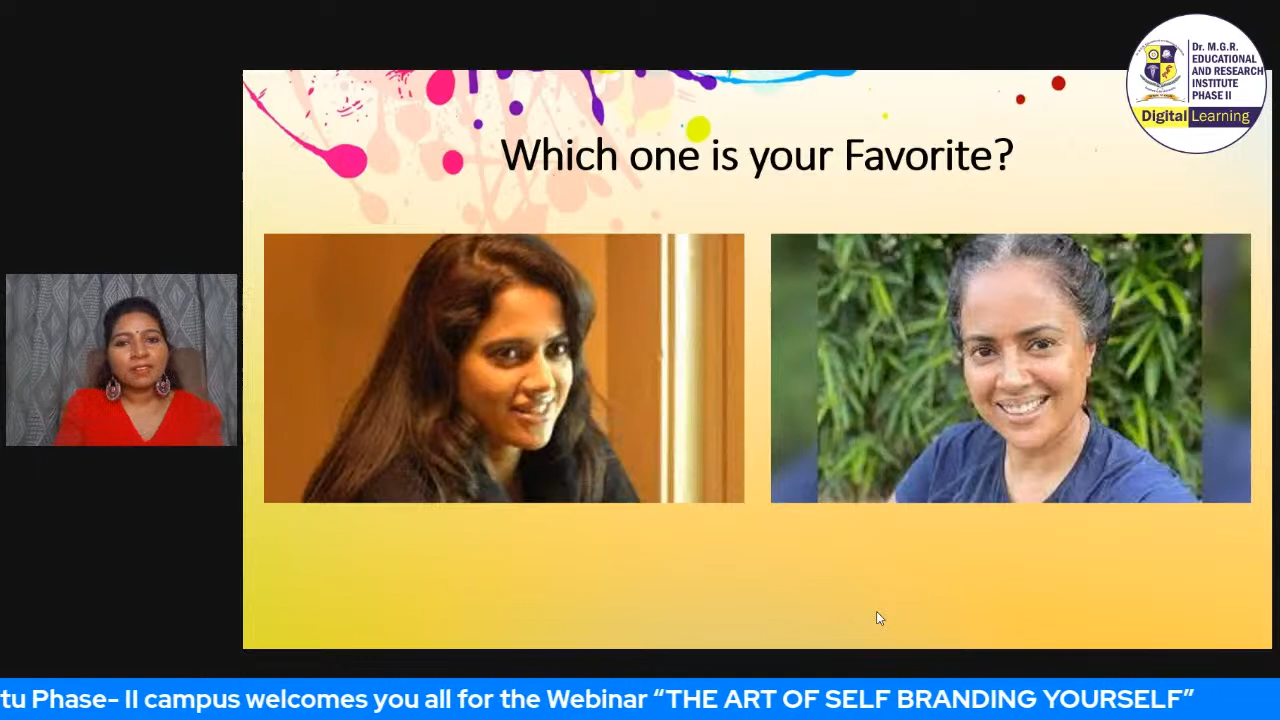 Dr. M.G.R.
EDUCATIONAL
AND RESEARCH
INSTITUTE
PHASE II
Digital Learning
Which one is your Favorite?
tu Phase- II campus welcomes you all for the Webinar “THE ART OF SELF BRANDING YOURSELF”